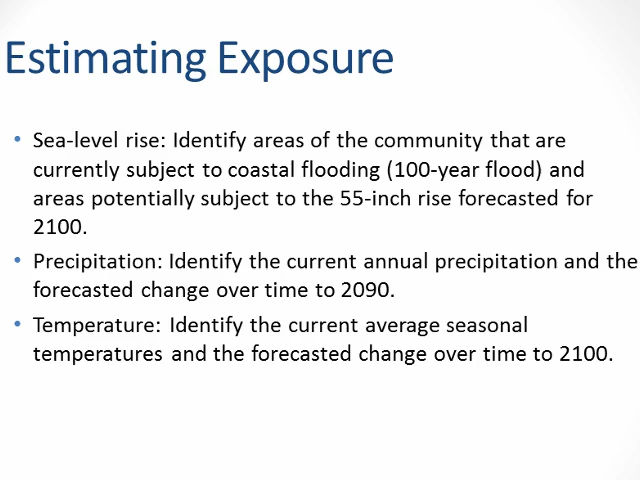 Estimating Exposure
• Sea-level rise: Identify areas of the community that are
currently subject to coastal flooding (100-year flood) and
areas potentially subject to the 55-inch rise forecasted for
2100.
• Precipitation: Identify the current annual precipitation and the
forecasted change over time to 2090.
• Temperature: Identify the current average seasonal
temperatures and the forecasted change over time to 2100.